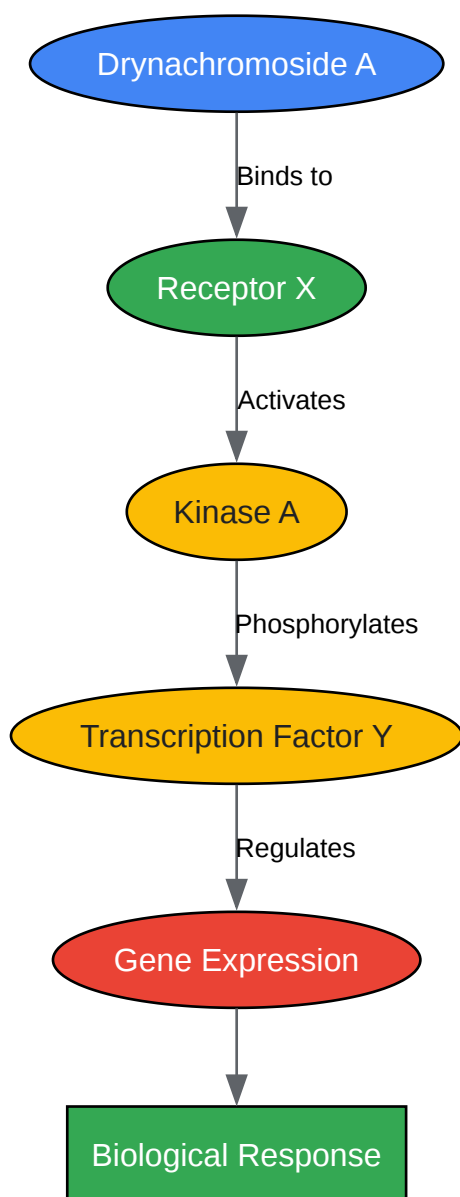 Drynachromoside A
Binds to
Receptor X
Activates
Kinase A
Phosphorylates
Transcription Factor Y
Regulates
Gene Expression
Biological Response